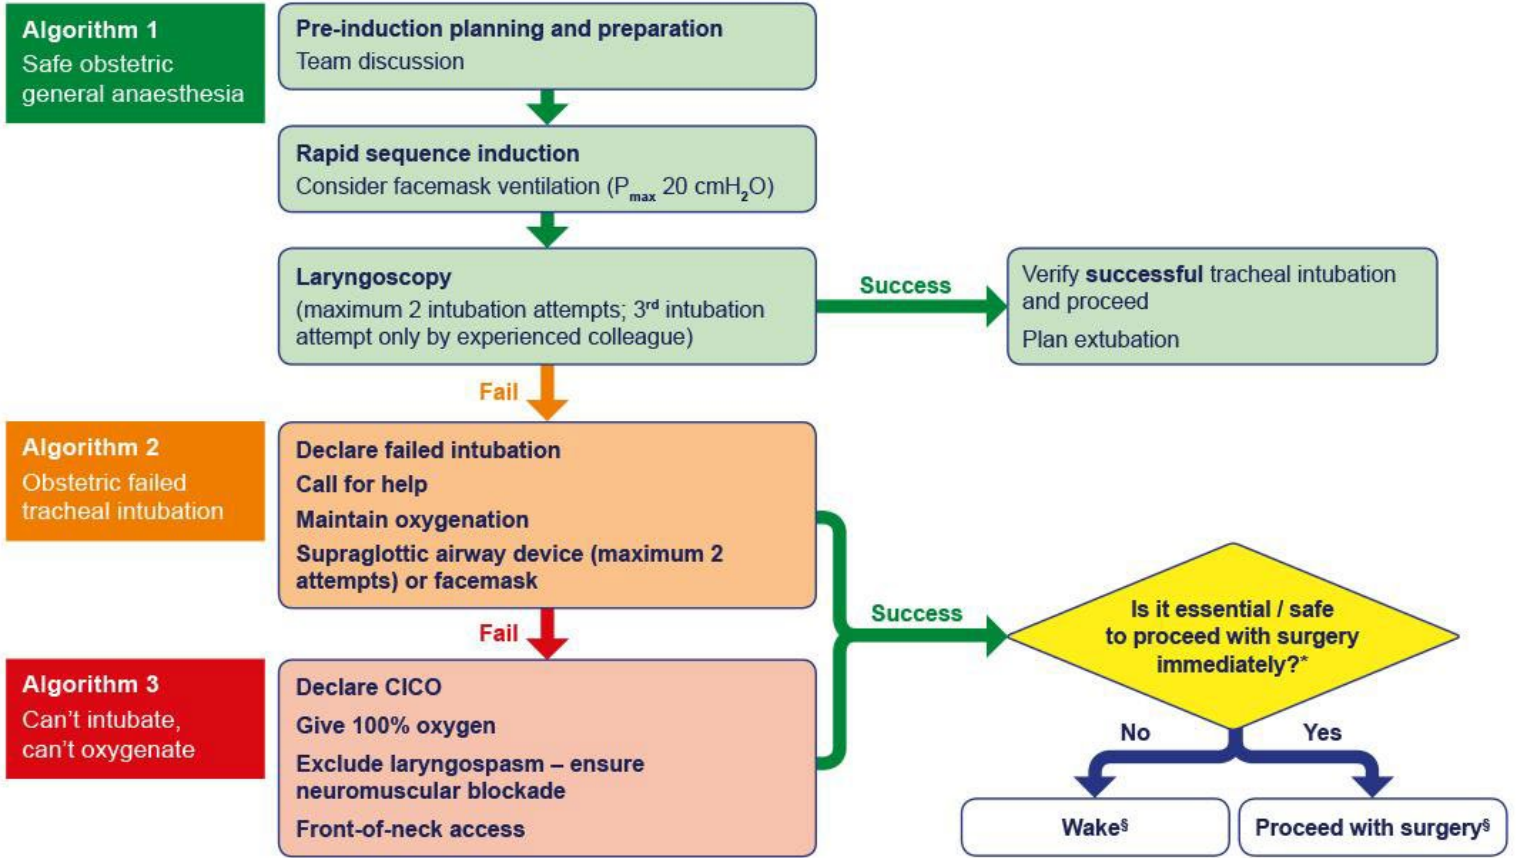 Algorithm 1
Safe obstetric
general anaesthesia
Pre-induction planning and preparation
Team discussion
Rapid sequence induction
Consider facemask ventilation (Pmax 20 cmH2O)
Laryngoscopy
(maximum 2 intubation attempts; 3rd intubation
attempt only by experienced colleague)
Success
Verify successful tracheal intubation
and proceed
Plan extubation
Fail
Algorithm 2
Obstetric failed
tracheal intubation
Declare failed intubation
Call for help
Maintain oxygenation
Supraglottic airway device (maximum 2
attempts) or facemask
Success
Is it essential / safe
to proceed with surgery
immediately?*
Fail
Algorithm 3
Can’t intubate,
can’t oxygenate
Declare CICO
Give 100% oxygen
Exclude laryngospasm – ensure
neuromuscular blockade
Front-of-neck access
No
Yes
Wake§
Proceed with surgery§